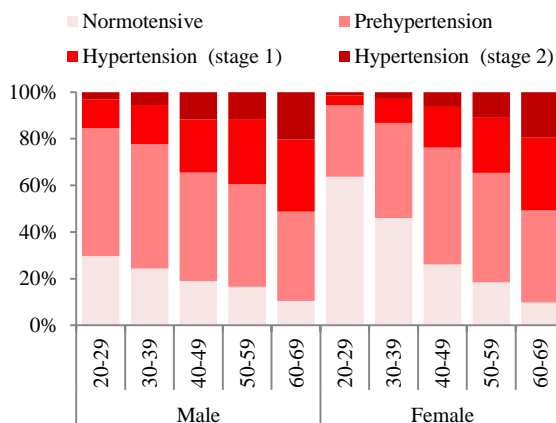 Normotensive Prehypertension
Hypertension (stage 1) Hypertension (stage 2)
100%
80%
60%
40%
20%
0%
20-29 30-39 40-49 50-59 60-69 20-29 30-39 40-49 50-59 60-69
Male Female